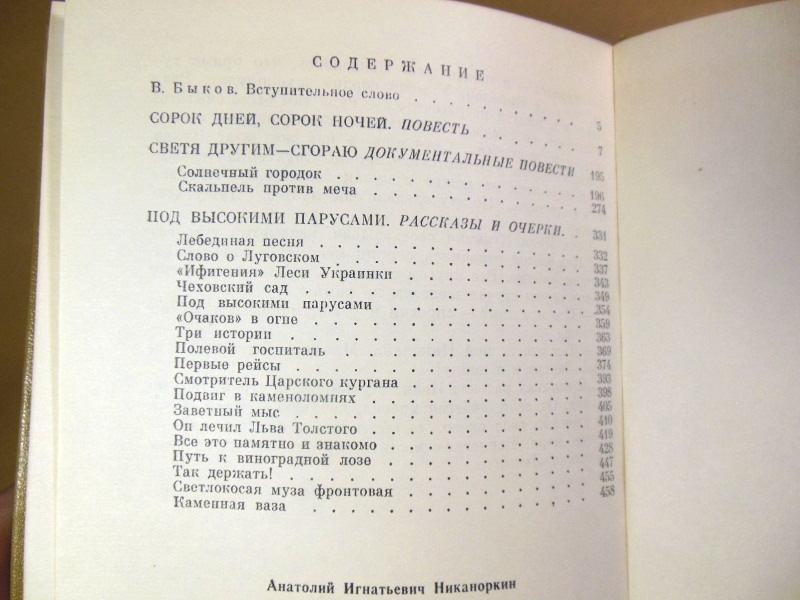 СОДЕРЖАНИЕ
В. Быков. Вступительное слово . . . . . . . 5
СОРОК ДНЕЙ, СОРОК НОЧЕЙ. ПОВЕСТЬ . . . . . 7
СВЕТЯ ДРУГИМ—СГОРАЮ ДОКУМЕНТАЛЬНЫЕ ПОВЕСТИ 195
Солнечный городок . . . . . . . . 196
Скальпель против меча . . . . . . . 274
ПОД ВЫСОКИМИ ПАРУСАМИ. РАССКАЗЫ И ОЧЕРКИ. . 331
Лебединая песня . . . . . . . . 332
Слово о Луговском . . . . . . . . 337
«Ифигения» Леси Украинки . . . . . . . 343
Чеховский сад . . . . . . . . 349
Под высокими парусами . . . . . . . 354
«Очаков» в огне . . . . . . . . 359
Три истории . . . . . . . . 363
Полевой госпиталь . . . . . . . . 369
Первые рейсы . . . . . . . . 374
Смотритель Царского кургана . . . . . . . 393
Подвиг в каменоломнях . . . . . . . 398
Заветный мыс . . . . . . . . 405
Он лечил Льва Толстого . . . . . . . 410
Все это памятно и знакомо . . . . . . . 419
Путь к виноградной лозе . . . . . . . 428
Так держать! . . . . . . . . 447
Светлокосая муза фронтовая . . . . . . . 455
Каменная ваза . . . . . . . . 458
Анатолий Игнатьевич Никаноркин